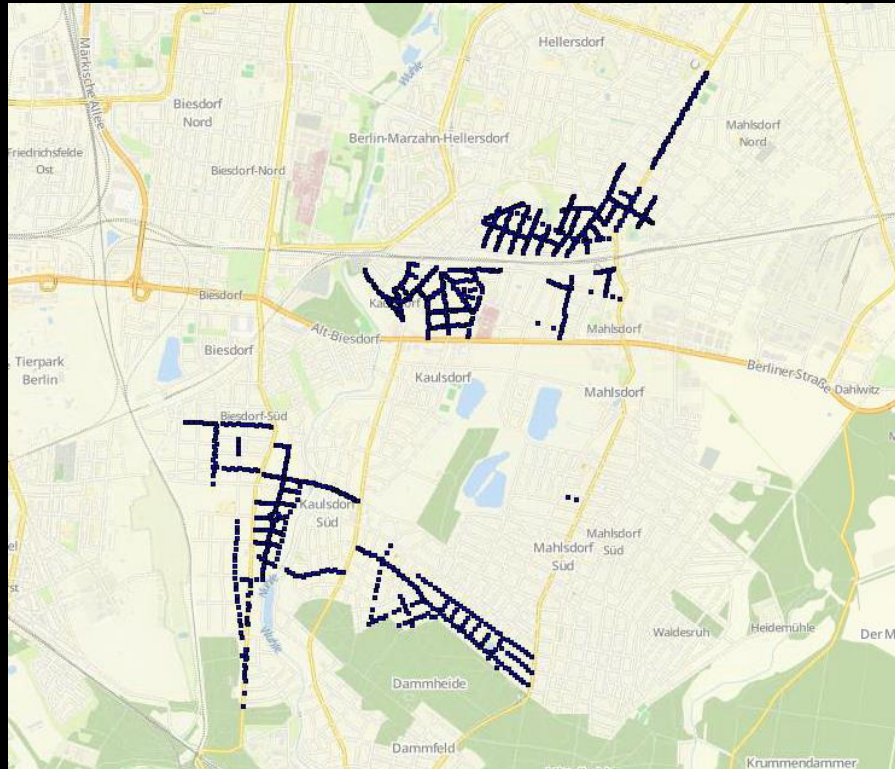 Hellersdorf
Märkische Allee
Wuhle
Biesdorf
Nord
Mahlsdorf
Nord
Berlin-Marzahn-Hellersdorf
Friedrichsfelde
Ost
Biesdorf-Nord
Biesdorf
Mahlsdorf
Alt-Biesdorf
Biesdorf
Tierpark
Berlin
Kaulsdorf
Berliner-Straße
Dahlwitz
Mahlsdorf
Biesdorf-Süd
Kaulsdorf
Süd
Mahlsdorf
Süd
Mahlsdorf
Süd
Wuhle
Wuhle
Waldesruh
Heidemühle
Der M
Dammheide
Dammfeld
Krummendammer